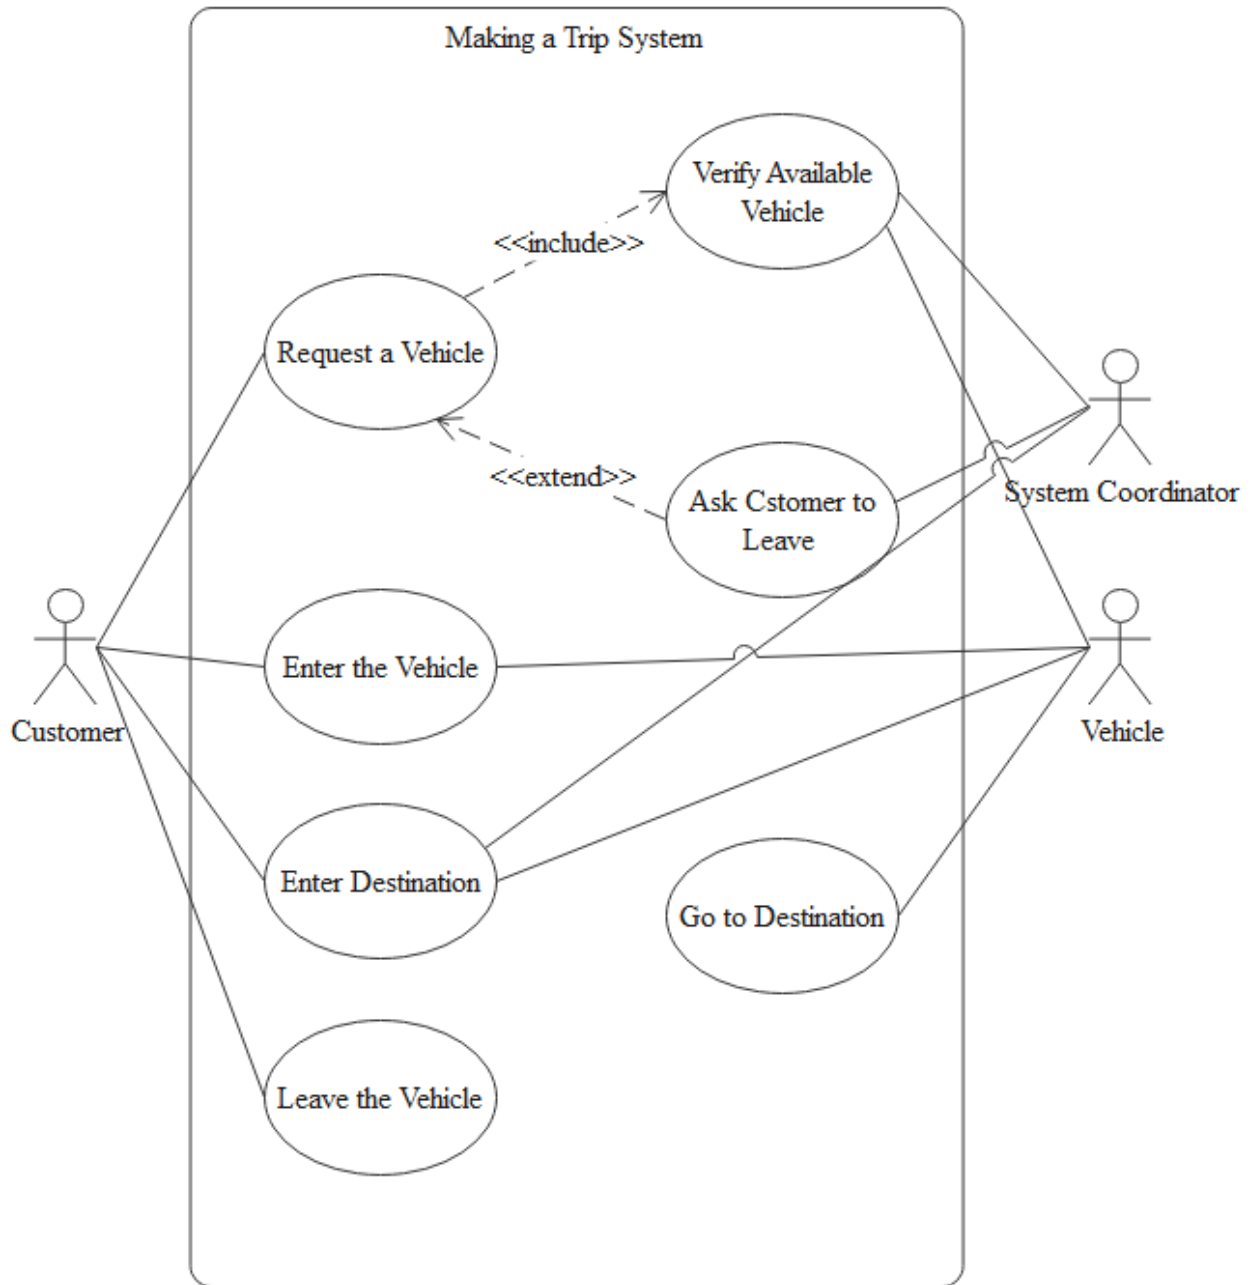 Making a Trip System
Verify Available
Vehicle
<<include>>
Request a Vehicle
<<extend>>
Ask Cstomer to
Leave
System Coordinator
Enter the Vehicle
Customer
Vehicle
Enter Destination
Go to Destination
Leave the Vehicle